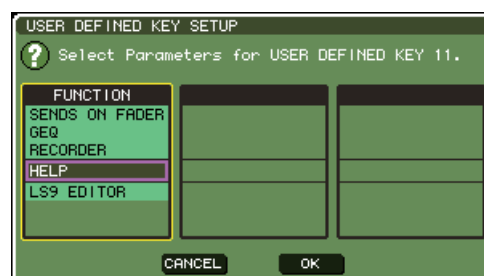 USER DEFINED KEY SETUP
? Select Parameters for USER DEFINED KEY 11.
FUNCTION
SENDS ON FADER
GEQ
RECORDER
HELP
LS9 EDITOR
CANCEL
OK